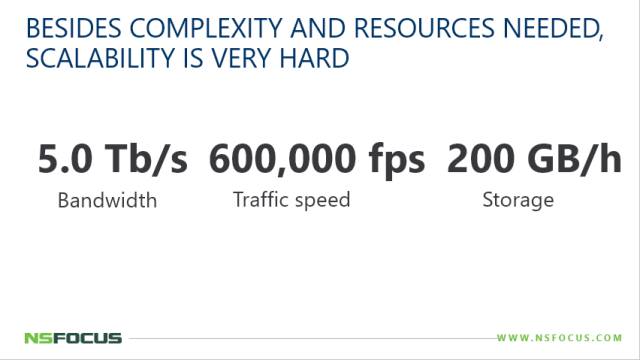 BESIDES COMPLEXITY AND RESOURCES NEEDED,
SCALABILITY IS VERY HARD
5.0 Tb/s 600,000 fps 200 GB/h
Bandwidth Traffic speed Storage
NSFOCUS WWW.NSFOCUS.COM